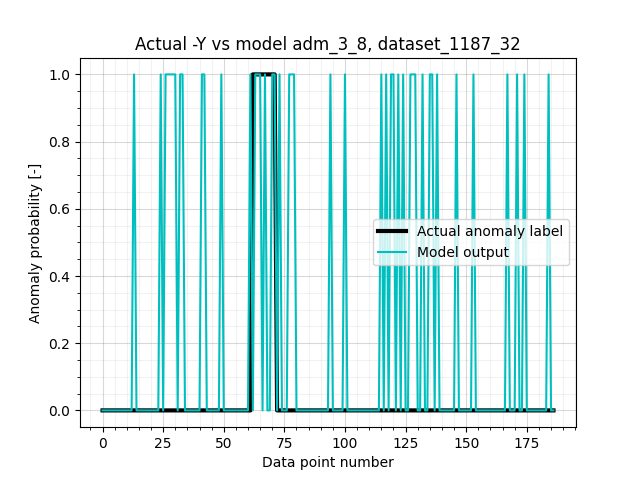 Actual -Y vs model adm_3_8, dataset_1187_32
1.0
0.8
0.6
0.4
0.2
0.0
Anomaly probability [-]
Actual anomaly label
Model output
0 25 50 75 100 125 150 175
Data point number